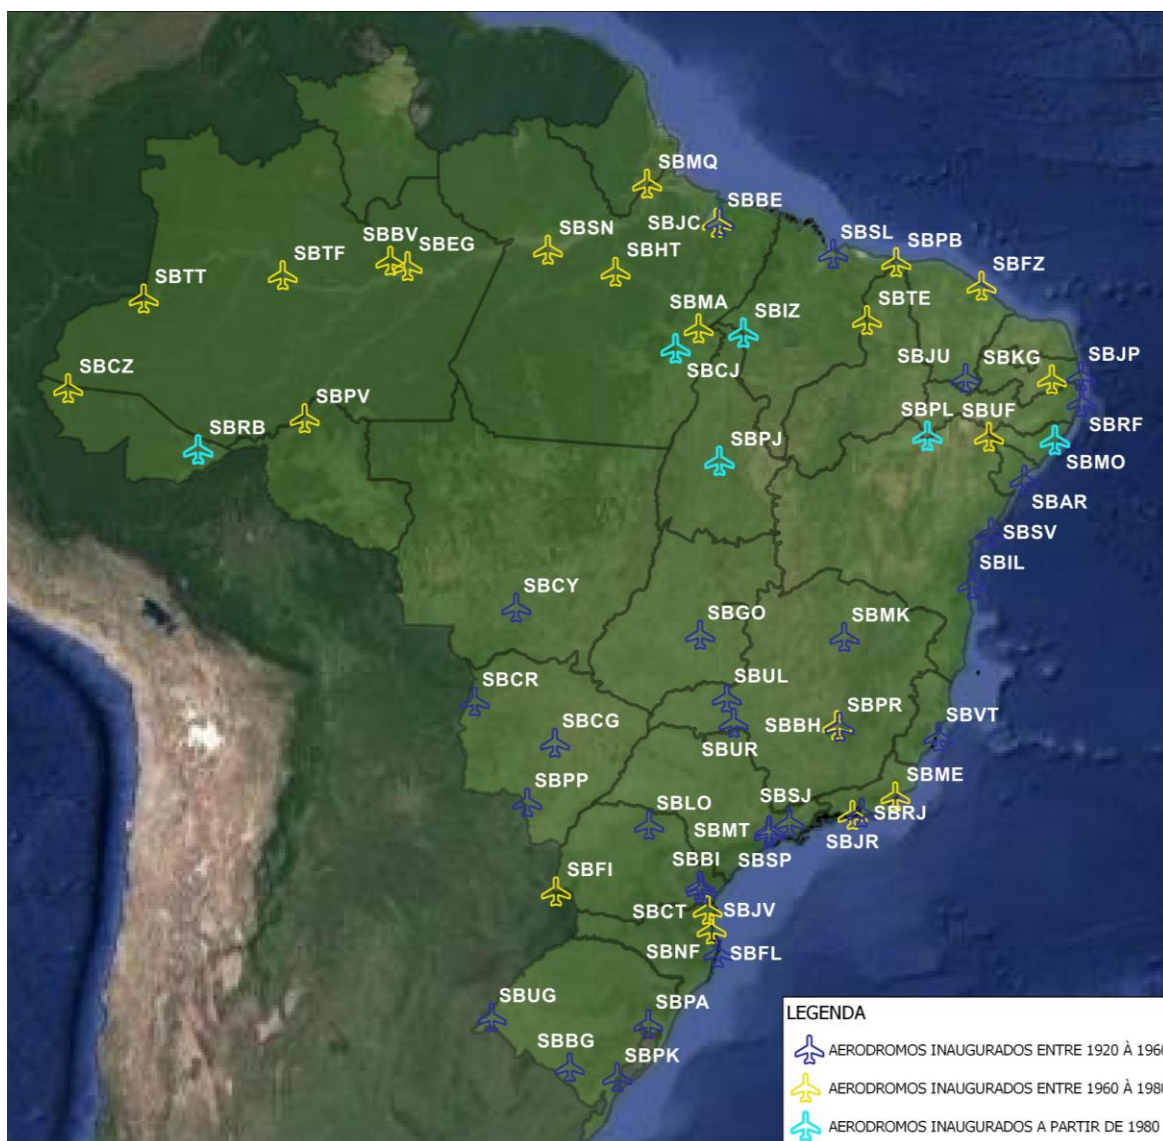 SBMQ
SBBE
SBJC
SBSL
SBSN
SBPB
SBBV
SBEG
SBHT
SBTF
SBFZ
SBTT
SBMA
SBIZ
SBTE
SBCZ
SBCJ
SBJU
SBKG
SBJP
SBPV
SBPL
SBUF
SBRF
SBRB
SBPJ
SBMO
SBAR
SBSV
SBIL
SBCY
SBGO
SBMK
SBCR
SBUL
SBCG
SBBH
SBPR
SBVT
SBUR
SBPP
SBME
SBLO
SBSJ
SBRJ
SBMT
SBJR
SBSP
SBBI
SBFI
SBCT
SBJV
SBNF
SBFL
SBUG
SBPA
SBBG
SBPK
LEGENDA
AERODROMOS INAUGURADOS ENTRE 1920 À 1960
AERODROMOS INAUGURADOS ENTRE 1960 À 1980
AERODROMOS INAUGURADOS A PARTIR DE 1980